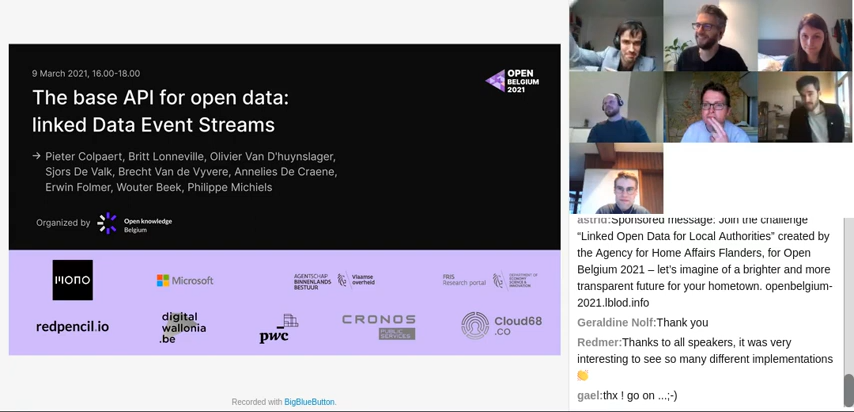 9 March 2021, 16.00-18.00
OPEN
BELGIUM
2021
The base API for open data:
linked Data Event Streams
→ Pieter Colpaert, Britt Lonneville, Olivier Van D'huynslager,
Sjors De Valk, Brecht Van de Vyvere, Annelies De Craene,
Erwin Folmer, Wouter Beek, Philippe Michiels
Organized by
Open knowledge
Belgium
MONO
Microsoft
AGENTSCHAP
BINNENLANDS
BESTUUR
Vlaamse
overheid
FRIS
Research portal
DEPARTMENT OF
ECONOMY
SCIENCE &
INNOVATION
redpencil.io
digital
wallonia
.be
pwc
CRONOS
PUBLIC
SERVICES
Cloud68
.CO
Recorded with BigBlueButton.
astrid:Sponsored message: Join the challenge
“Linked Open Data for Local Authorities” created by
the Agency for Home Affairs Flanders, for Open
Belgium 2021 – let’s imagine of a brighter and more
transparent future for your hometown. openbelgium-
2021.lblod.info
Geraldine Nolf:Thank you
Redmer:Thanks to all speakers, it was very
interesting to see so many different implementations
👏
gael:thx ! go on ...;-)